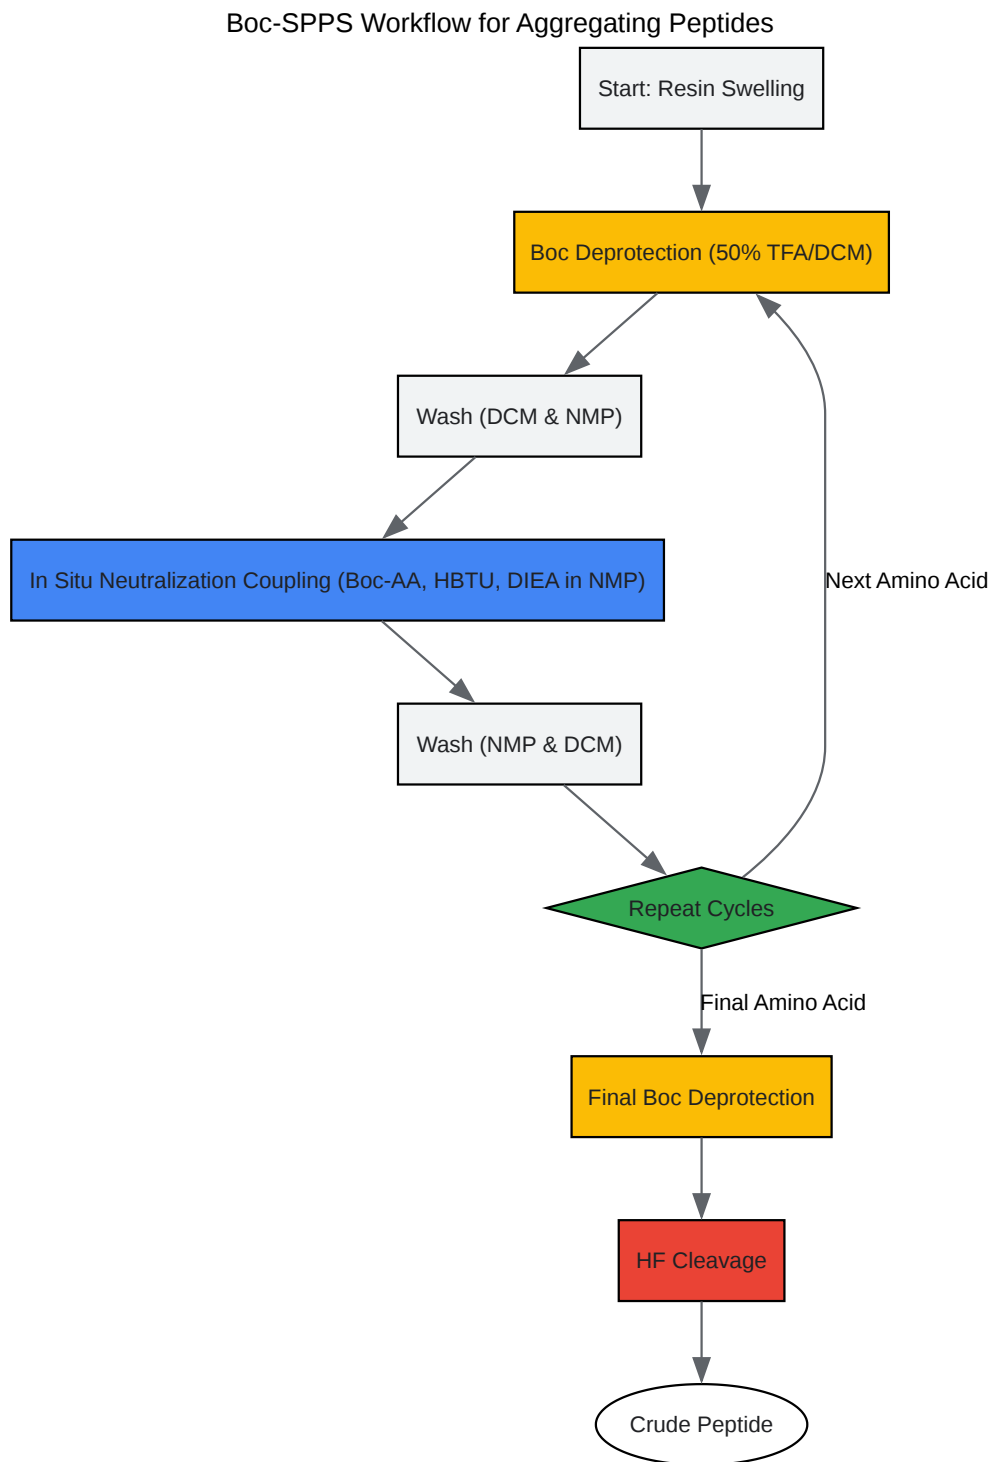 Boc-SPPS Workflow for Aggregating Peptides
Start: Resin Swelling
Boc Deprotection (50% TFA/DCM)
Wash (DCM & NMP)
In Situ Neutralization Coupling (Boc-AA, HBTU, DIEA in NMP)
Next Amino Acid
Wash (NMP & DCM)
Repeat Cycles
Final Amino Acid
Final Boc Deprotection
HF Cleavage
Crude Peptide